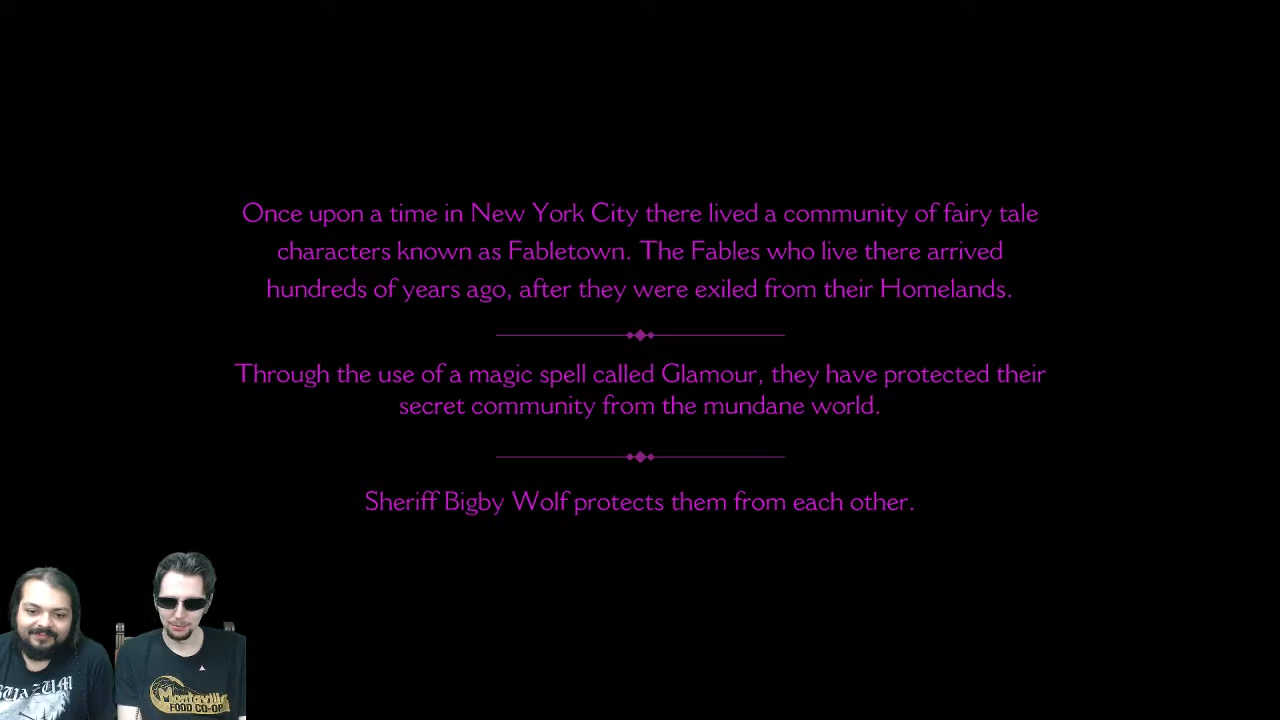 Once upon a time in New York City there lived a community of fairy tale
characters known as Fabletown. The Fables who live there arrived
hundreds of years ago, after they were exiled from their Homelands.
Through the use of a magic spell called Glamour, they have protected their
secret community from the mundane world.
Sheriff Bigby Wolf protects them from each other.
FOOD CO-OP